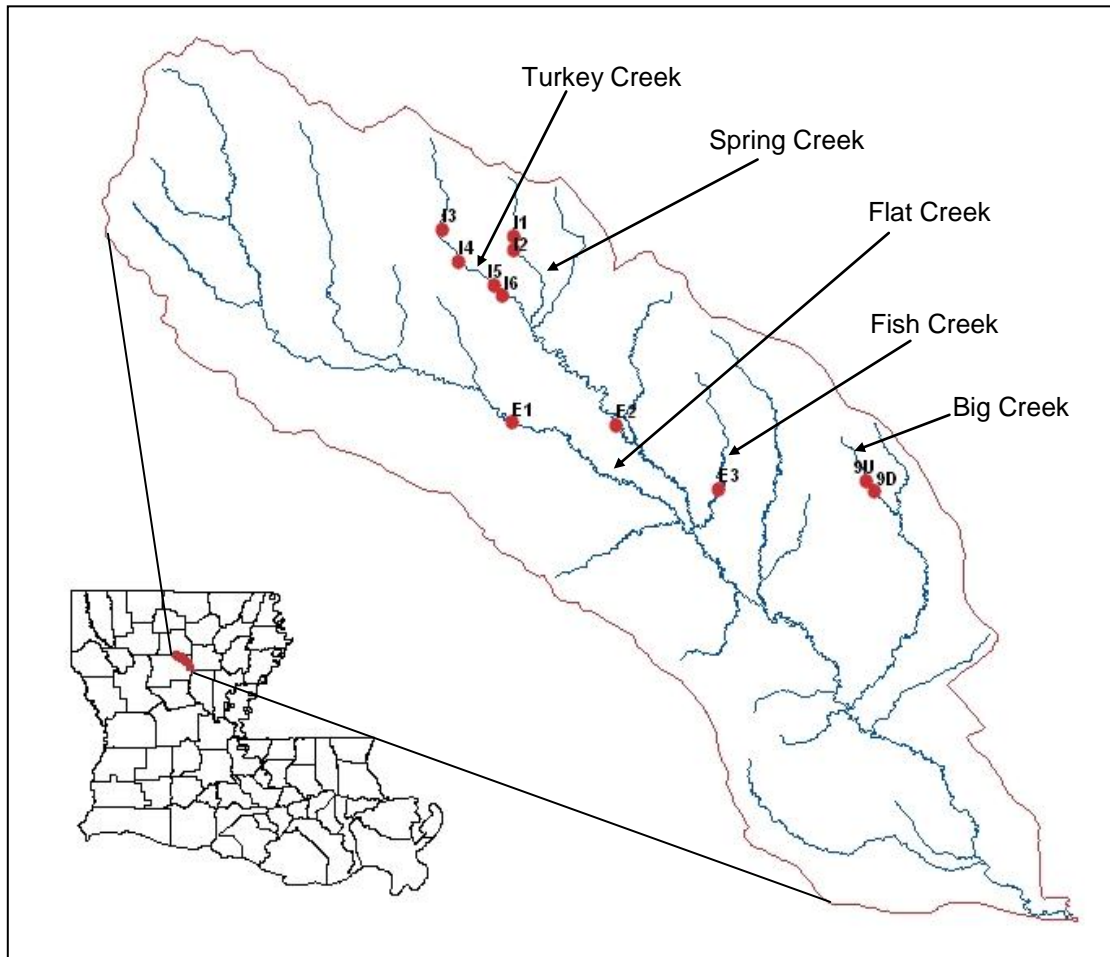 Turkey Creek
Spring Creek
Flat Creek
Fish Creek
Big Creek
I3
I1
I2
I4
I5
I6
E1
E2
E3
9U
9D